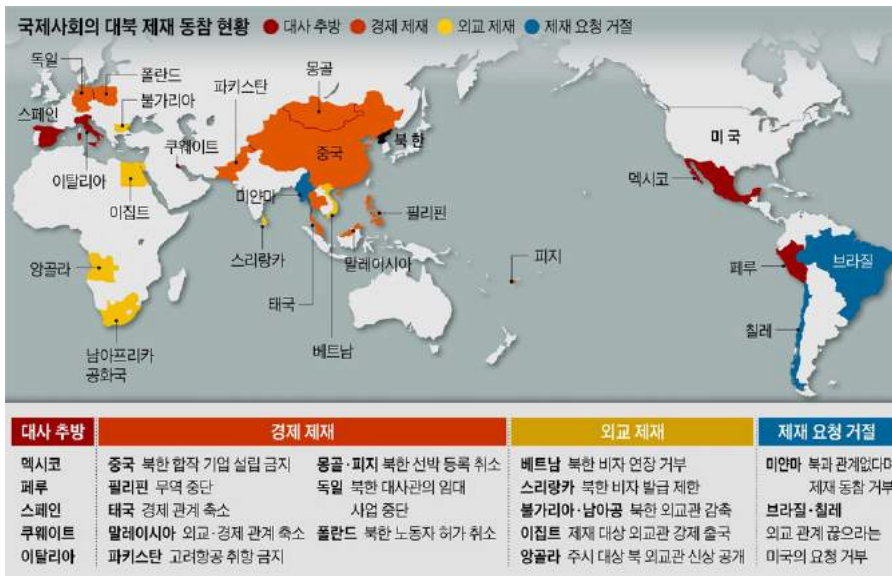 국제사회의 대북 제재 동참 현황 ● 대사 추방 ● 경제 제재 ● 외교 제재 ● 제재 요청 거절
독일
폴란드
몽골
파키스탄
불가리아
스페인
쿠웨이트
북한
중국
미국
이탈리아
이집트
미얀마
멕시코
필리핀
스리랑카
말레이시아
피지
앙골라
페루
브라질
태국
칠레
베트남
남아프리카
공화국
대사 추방
멕시코
페루
스페인
쿠웨이트
이탈리아
경제 제재
중국 북한 합작 기업 설립 금지
필리핀 무역 중단
태국 경제 관계 축소
말레이시아 외교·경제 관계 축소
파키스탄 고려항공 취항 금지
몽골·피지 북한 선박 등록 취소
독일 북한 대사관의 임대
사업 중단
폴란드 북한 노동자 허가 취소
외교 제재
베트남 북한 비자 연장 거부
스리랑카 북한 비자 발급 제한
불가리아·남아공 북한 외교관 감축
이집트 제재 대상 외교관 강제 출국
앙골라 주시 대상 북 외교관 신상 공개
제재 요청 거절
미얀마 북과 관계없다며
제재 동참 거부
브라질·칠레
외교 관계 끊으라는
미국의 요청 거부